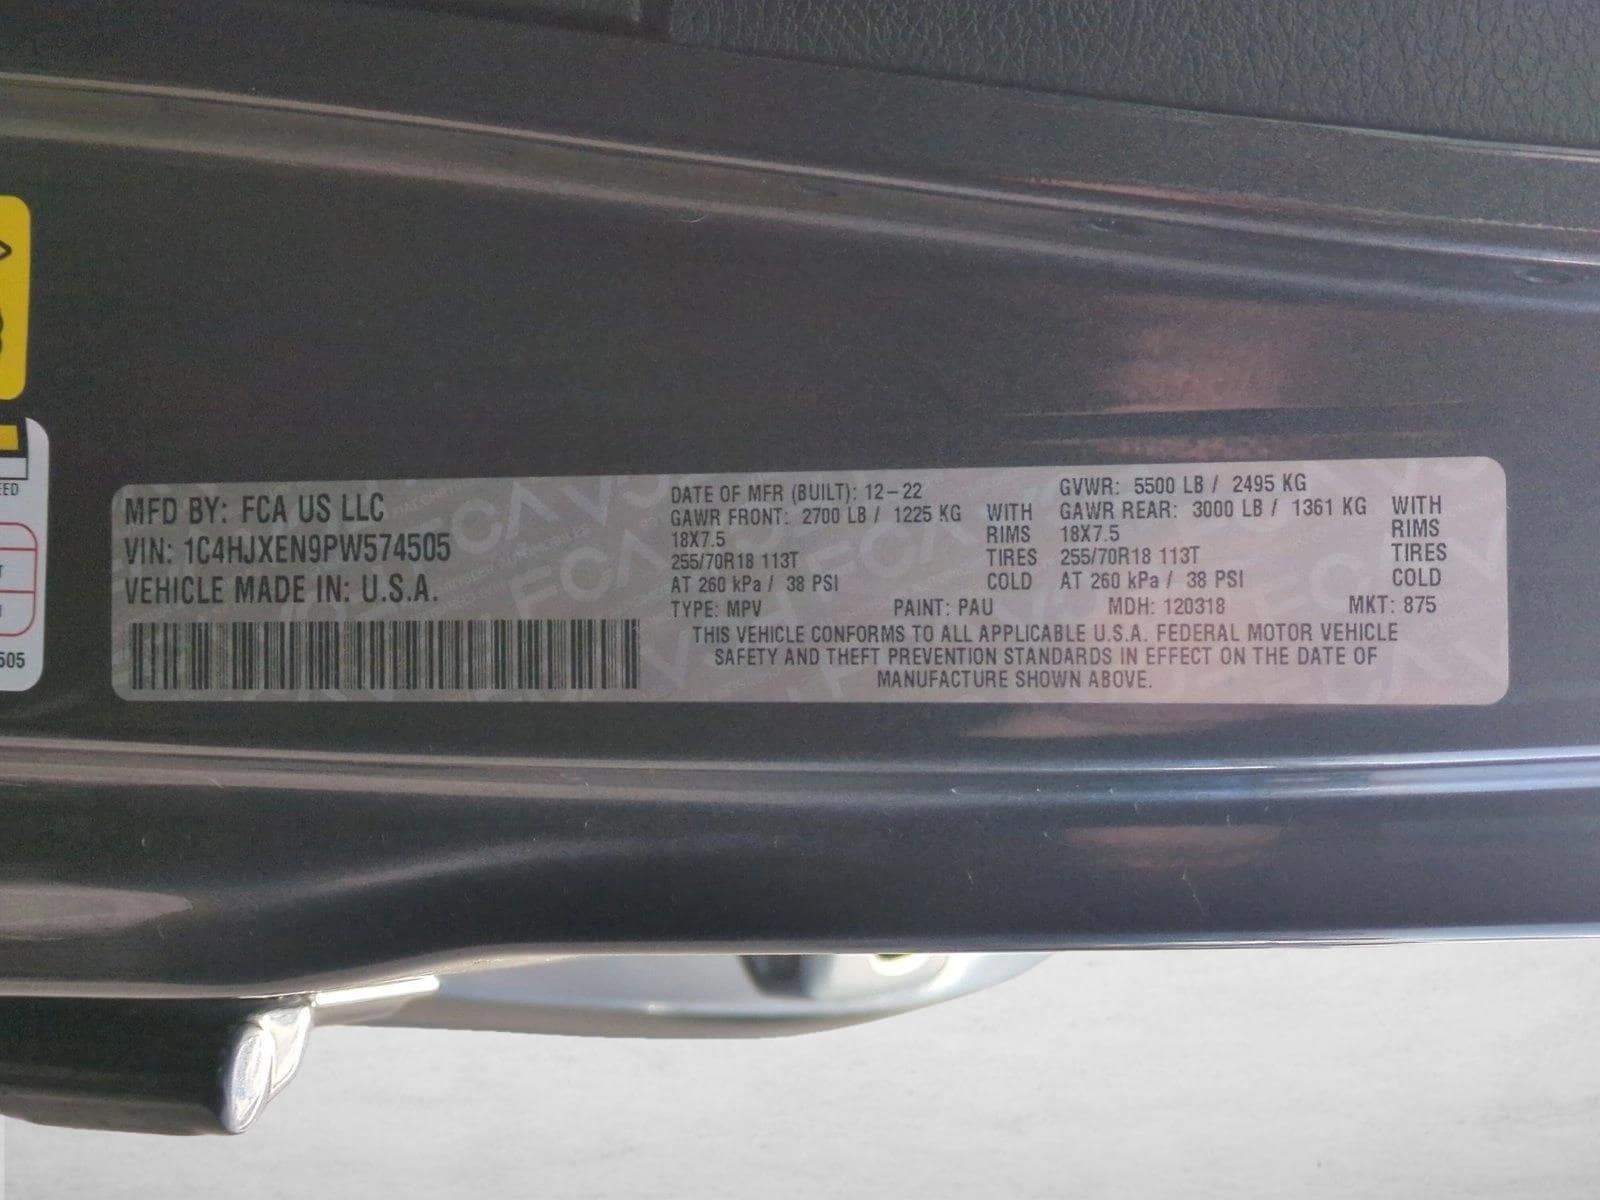 MFD BY: FCA US LLC
VIN: 1C4HJXEN9PW574505
VEHICLE MADE IN: U.S.A.
DATE OF MFR (BUILT): 12-22
GAWR FRONT: 2700 LB / 1225 KG WITH
18X7.5 RIMS
255/70R18 113T TIRES
AT 260 kPa / 38 PSI COLD
GVWR: 5500 LB / 2495 KG
GAWR REAR: 3000 LB / 1361 KG WITH
18X7.5 RIMS
255/70R18 113T TIRES
AT 260 kPa / 38 PSI COLD
TYPE: MPV PAINT: PAU MDH: 120318 MKT: 875
THIS VEHICLE CONFORMS TO ALL APPLICABLE U.S.A. FEDERAL MOTOR VEHICLE
SAFETY AND THEFT PREVENTION STANDARDS IN EFFECT ON THE DATE OF
MANUFACTURE SHOWN ABOVE.
505